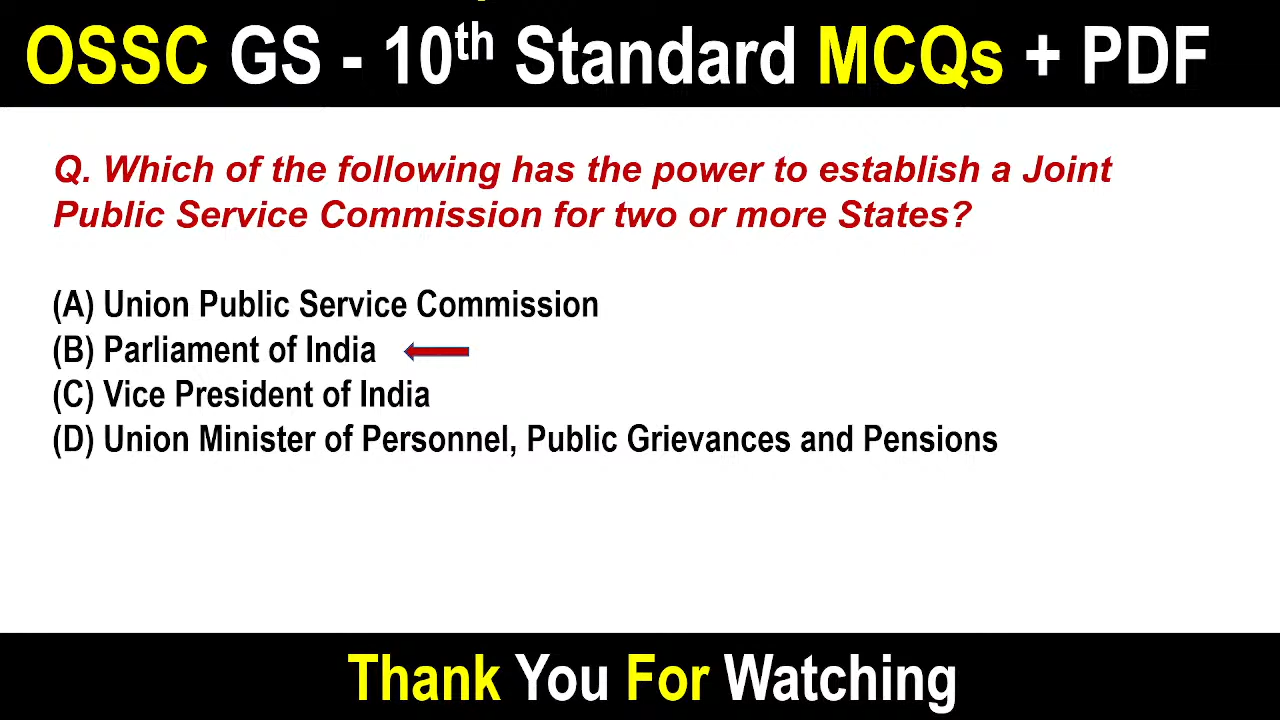 OSSC GS - 10th Standard MCQs + PDF
Q. Which of the following has the power to establish a Joint
Public Service Commission for two or more States?
(A) Union Public Service Commission
(B) Parliament of India
(C) Vice President of India
(D) Union Minister of Personnel, Public Grievances and Pensions
Thank You For Watching